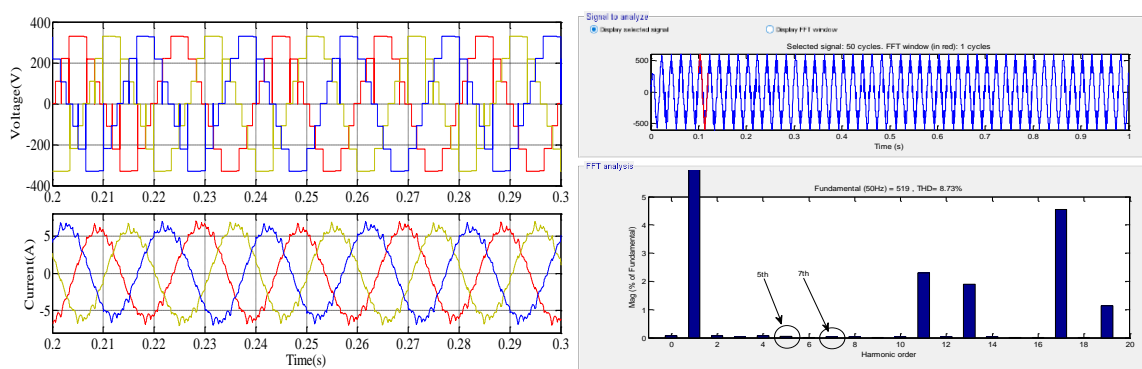 400
200
0
-200
-400
Voltage(V)
0.2 0.21 0.22 0.23 0.24 0.25 0.26 0.27 0.28 0.29 0.3
5
0
-5
Current(A)
0.2 0.21 0.22 0.23 0.24 0.25 0.26 0.27 0.28 0.29 0.3
Time(s)
Signal to analyze
Display selected signal Display FFT window
Selected signal: 50 cycles. FFT window (in red): 1 cycles
500
0
-500
0 0.1 0.2 0.3 0.4 0.5 0.6 0.7 0.8 0.9 1
Time (s)
FFT analysis
Fundamental (50Hz) = 519 , THD= 8.73%
5
4
3
2
1
0
Mag (% of Fundamental)
5th
7th
0 2 4 6 8 10 12 14 16 18 20
Harmonic order